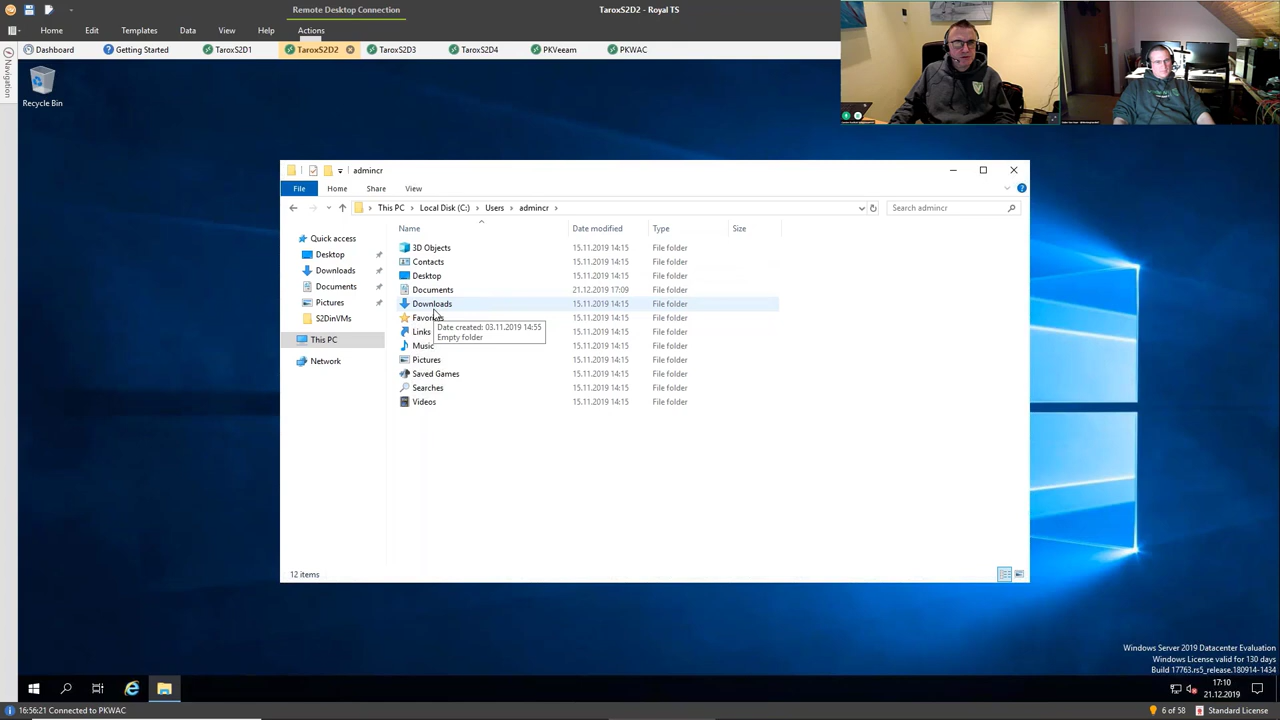 Remote Desktop Connection
TaroxS2D2 - Royal TS
Home Edit Templates Data View Help Actions
Dashboard Getting Started TaroxS2D1 TaroxS2D2 TaroxS2D3 TaroxS2D4 PKVeeam PKWAC
Navigation
Recycle Bin
admincr
File Home Share View
This PC > Local Disk (C:) > Users > admincr >
Search admincr
Name Date modified Type Size
Quick access
Desktop
Downloads
Documents
Pictures
S2DinVMs
This PC
Network
3D Objects 15.11.2019 14:15 File folder
Contacts 15.11.2019 14:15 File folder
Desktop 15.11.2019 14:15 File folder
Documents 21.12.2019 17:09 File folder
Downloads 15.11.2019 14:15 File folder
Favorites 15.11.2019 14:15 File folder
Links 15.11.2019 14:15 File folder
Music 15.11.2019 14:15 File folder
Pictures 15.11.2019 14:15 File folder
Saved Games 15.11.2019 14:15 File folder
Searches 15.11.2019 14:15 File folder
Videos 15.11.2019 14:15 File folder
Date created: 03.11.2019 14:55
Empty folder
12 items
Windows Server 2019 Datacenter Evaluation
Windows License valid for 130 days
Build 17763.rs5_release.180914-1434
17:10
21.12.2019
16:56:21 Connected to PKWAC
6 of 58
Standard License